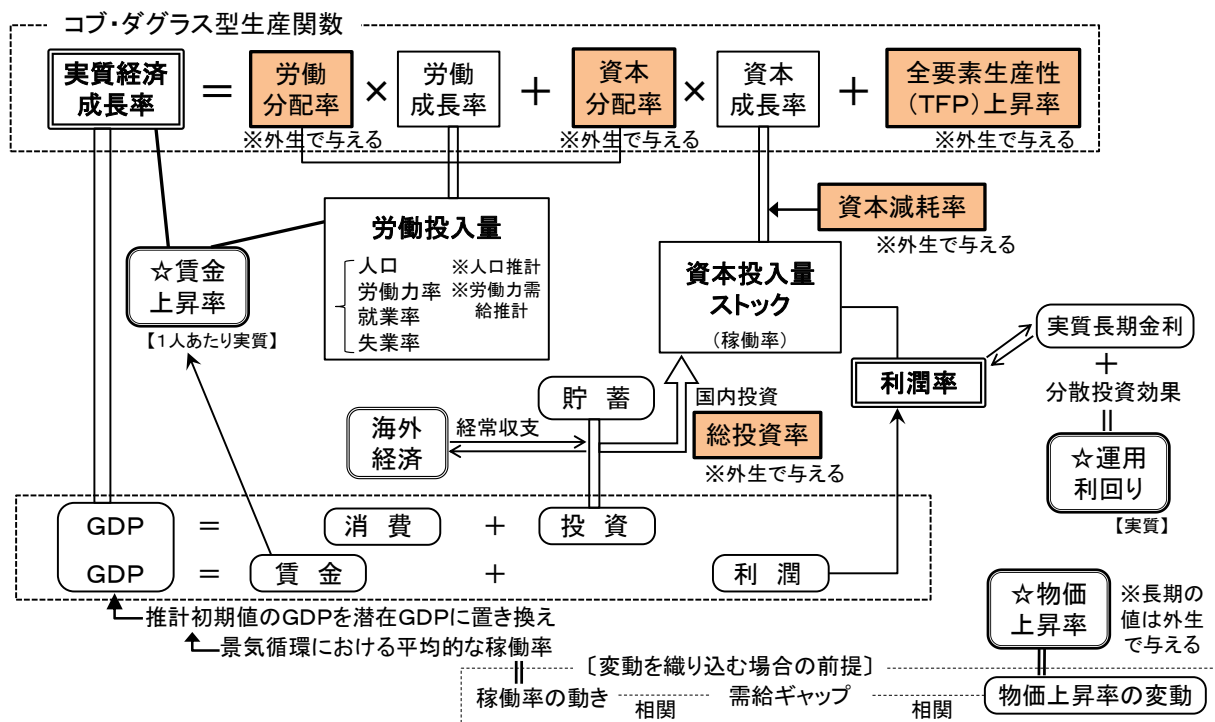 コブ・ダグラス型生産関数
実質経済
成長率
＝
労働
分配率
×
労働
成長率
＋
資本
分配率
×
資本
成長率
＋
全要素生産性
（TFP）上昇率
※外生で与える
※外生で与える
※外生で与える
資本減耗率
※外生で与える
労働投入量
人口
労働力率
就業率
失業率
※人口推計
※労働力需
給推計
☆賃金
上昇率
【１人あたり実質】
資本投入量
ストック
（稼働率）
実質長期金利
＋
分散投資効果
利潤率
☆運用
利回り
【実質】
貯 蓄
国内投資
総投資率
※外生で与える
海外
経済
経常収支
GDP ＝ 消 費 ＋ 投 資
GDP ＝ 賃 金 ＋ 利 潤
推計初期値のGDPを潜在GDPに置き換え
景気循環における平均的な稼働率
☆物価
上昇率
※長期の
値は外生
で与える
〔変動を織り込む場合の前提〕
稼働率の動き
相関
需給ギャップ
相関
物価上昇率の変動